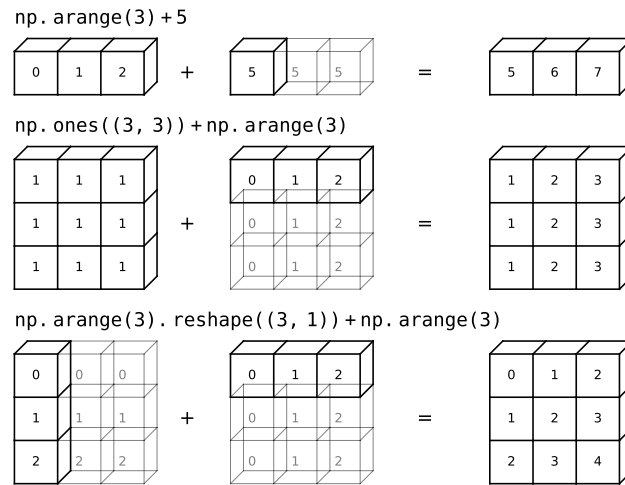 np.arange(3)+5
0 1 2 + 5 5 5 = 5 6 7
np.ones((3, 3))+np.arange(3)
1 1 1 0 1 2 1 2 3
1 1 1 + 0 1 2 = 1 2 3
1 1 1 0 1 2 1 2 3
np.arange(3).reshape((3, 1))+np.arange(3)
0 0 0 0 1 2 0 1 2
1 1 1 + 0 1 2 = 1 2 3
2 2 2 0 1 2 2 3 4